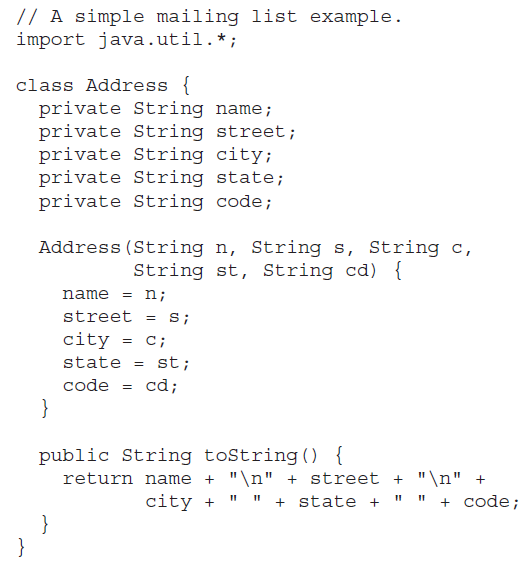 // A simple mailing list example.
import java.util.*;

class Address {
  private String name;
  private String street;
  private String city;
  private String state;
  private String code;

  Address(String n, String s, String c,
          String st, String cd) {
    name = n;
    street = s;
    city = c;
    state = st;
    code = cd;
  }

  public String toString() {
    return name + "\n" + street + "\n" +
           city + " " + state + " " + code;
  }
}